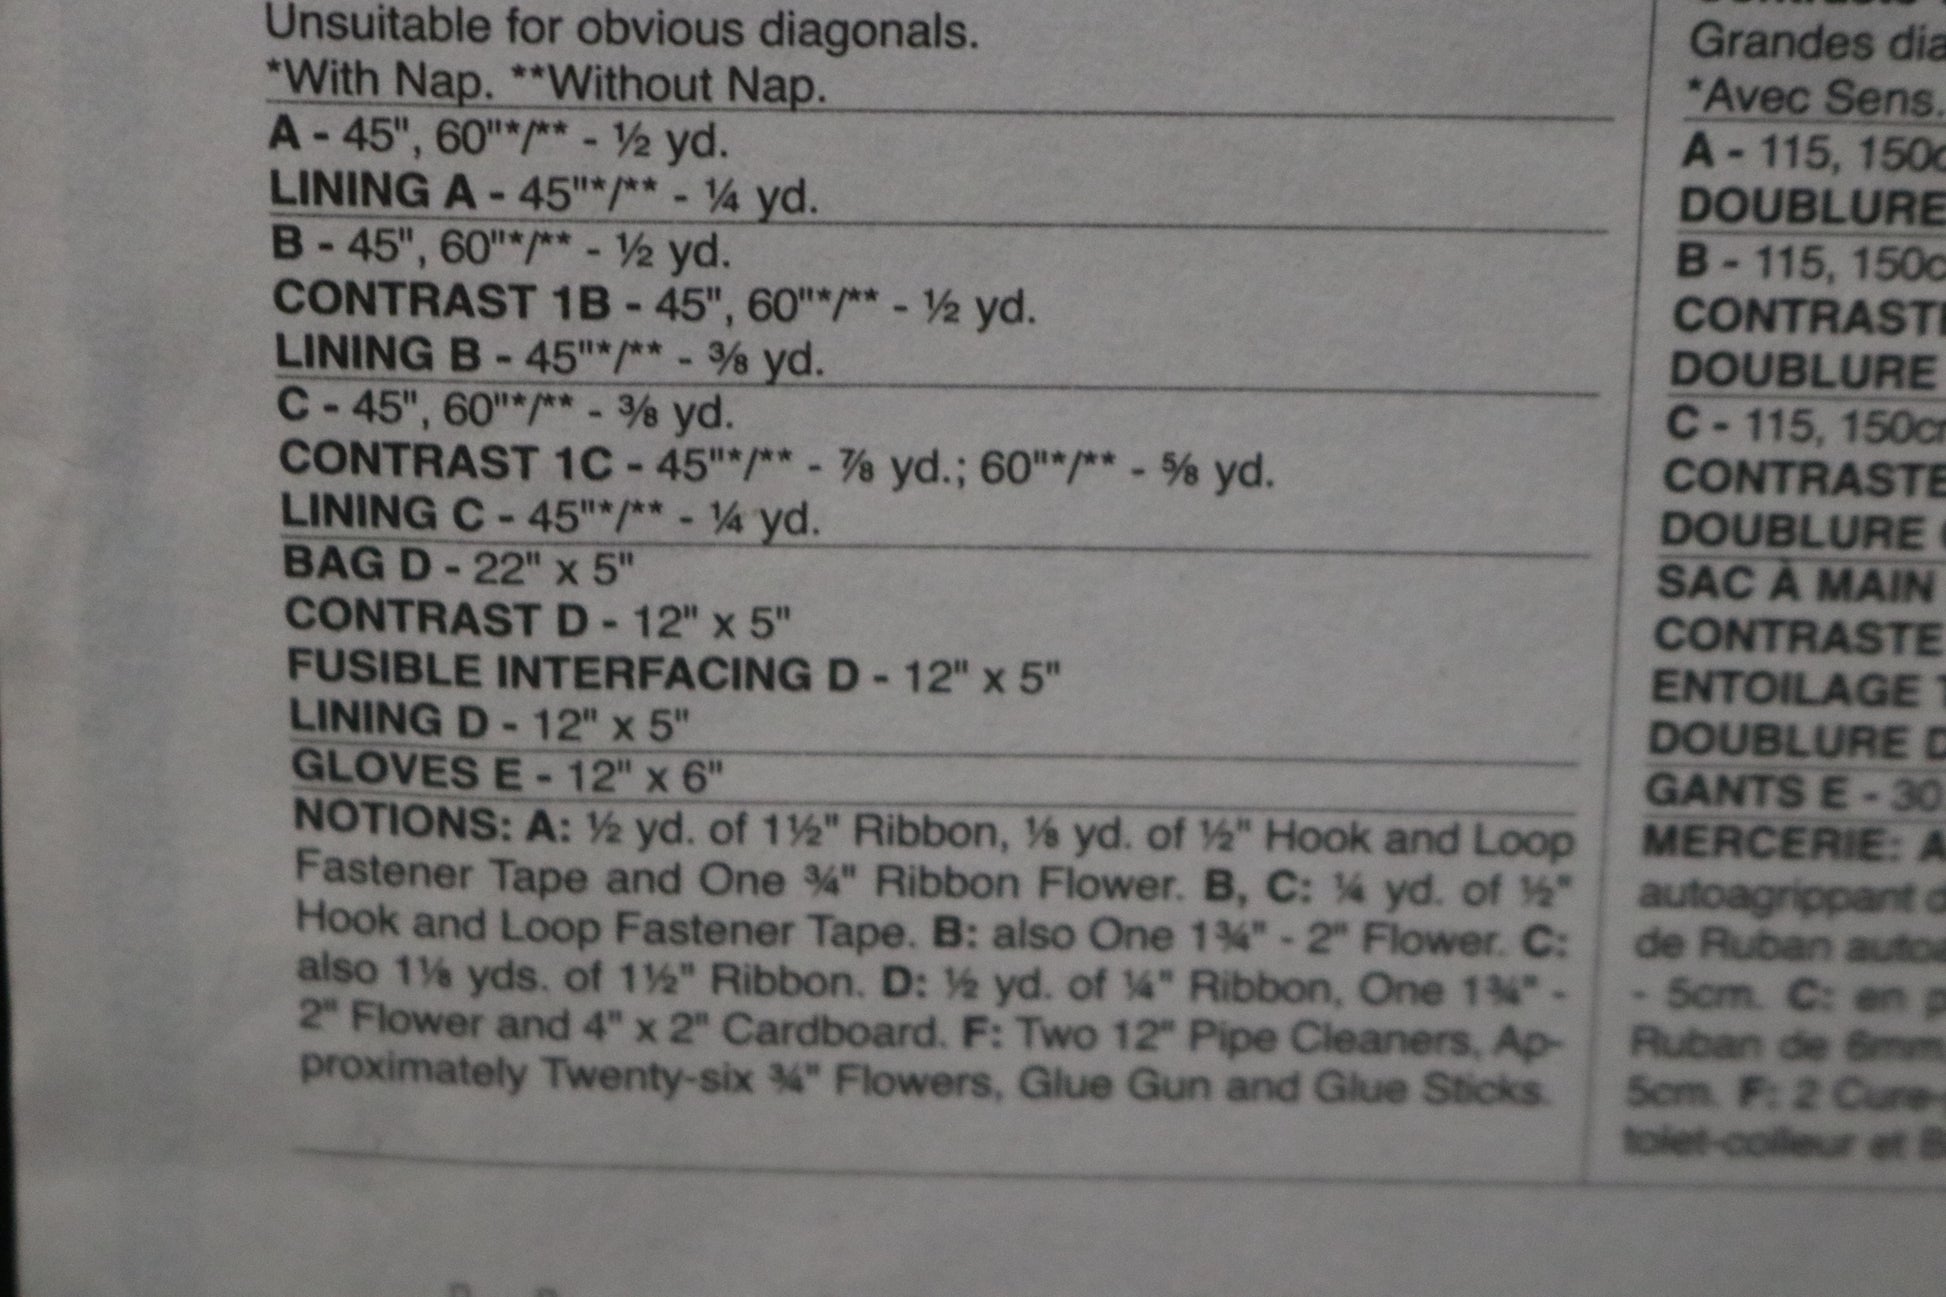 Unsuitable for obvious diagonals.
*With Nap. **Without Nap.
A - 45", 60"*/** - ½ yd.
LINING A - 45"*/** - ¼ yd.
B - 45", 60"*/** - ½ yd.
CONTRAST 1B - 45", 60"*/** - ½ yd.
LINING B - 45"*/** - ⅜ yd.
C - 45", 60"*/** - ⅜ yd.
CONTRAST 1C - 45"*/** - ⅞ yd.; 60"*/** - ⅝ yd.
LINING C - 45"*/** - ¼ yd.
BAG D - 22" x 5"
CONTRAST D - 12" x 5"
FUSIBLE INTERFACING D - 12" x 5"
LINING D - 12" x 5"
GLOVES E - 12" x 6"
NOTIONS: A: ½ yd. of 1½" Ribbon, ⅛ yd. of ½" Hook and Loop
Fastener Tape and One ¾" Ribbon Flower. B, C: ¼ yd. of ½"
Hook and Loop Fastener Tape. B: also One 1¾" - 2" Flower. C:
also 1⅛ yds. of 1½" Ribbon. D: ½ yd. of ¼" Ribbon, One 1¾" -
2" Flower and 4" x 2" Cardboard. F: Two 12" Pipe Cleaners, Ap-
proximately Twenty-six ¾" Flowers, Glue Gun and Glue Sticks.
Grandes
*Avec Sens.
A - 115,
DOUBLURE
B - 115,
CONTRASTE
DOUBLURE
C - 115,
CONTRASTE
DOUBLURE
SAC À MAIN
CONTRASTE
ENTOILAGE
DOUBLURE D
GANTS E - 30
MERCERIE: A
autoagrippant
de Ruban
- 5cm. C: en
Ruban de 6mm
5cm. F: 2 Cure-
et